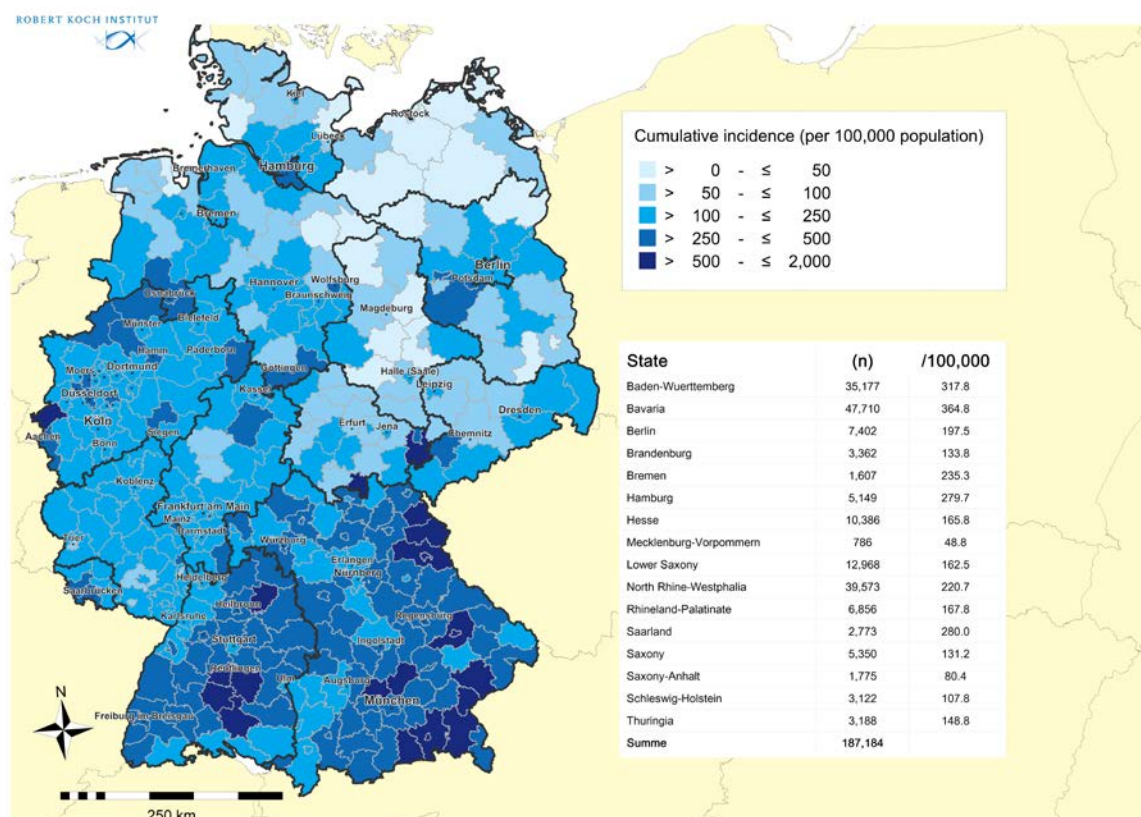 ROBERT KOCH INSTITUT
Kiel
Rostock
Lübeck
Bremerhaven
Hamburg
Bremen
Berlin
Potsdam
Hannover
Wolfsburg
Braunschweig
Osnabrück
Magdeburg
Münster
Bielefeld
Hamm
Paderborn
Göttingen
Halle (Saale)
Moers
Dortmund
Leipzig
Kassel
Düsseldorf
Dresden
Köln
Erfurt
Jena
Chemnitz
Aachen
Siegen
Bonn
Koblenz
Frankfurt am Main
Mainz
Darmstadt
Trier
Würzburg
Erlangen
Nürnberg
Heidelberg
Saarbrücken
Heilbronn
Karlsruhe
Regensburg
Stuttgart
Ingolstadt
Reutlingen
Ulm
Augsburg
München
Freiburg im Breisgau
N
250 km
Cumulative incidence (per 100,000 population)
> 0 - ≤ 50
> 50 - ≤ 100
> 100 - ≤ 250
> 250 - ≤ 500
> 500 - ≤ 2,000
State (n) /100,000
Baden-Wuerttemberg 35,177 317.8
Bavaria 47,710 364.8
Berlin 7,402 197.5
Brandenburg 3,362 133.8
Bremen 1,607 235.3
Hamburg 5,149 279.7
Hesse 10,386 165.8
Mecklenburg-Vorpommern 786 48.8
Lower Saxony 12,968 162.5
North Rhine-Westphalia 39,573 220.7
Rhineland-Palatinate 6,856 167.8
Saarland 2,773 280.0
Saxony 5,350 131.2
Saxony-Anhalt 1,775 80.4
Schleswig-Holstein 3,122 107.8
Thuringia 3,188 148.8
Summe 187,184